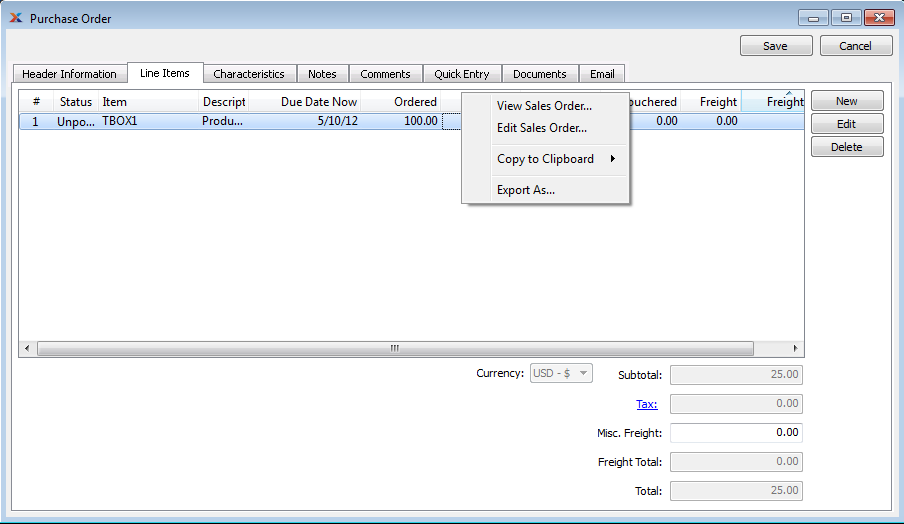 Purchase Order
Save Cancel
Header Information Line Items Characteristics Notes Comments Quick Entry Documents Email
# Status Item Descript Due Date Now Ordered Freight Freight
1 Unpo... TBOX1 Produ... 5/10/12 100.00 0.00 0.00
View Sales Order...
Edit Sales Order...
Copy to Clipboard
Export As...
New
Edit
Delete
Currency: USD - $ Subtotal: 25.00
Tax: 0.00
Misc. Freight: 0.00
Freight Total: 0.00
Total: 25.00